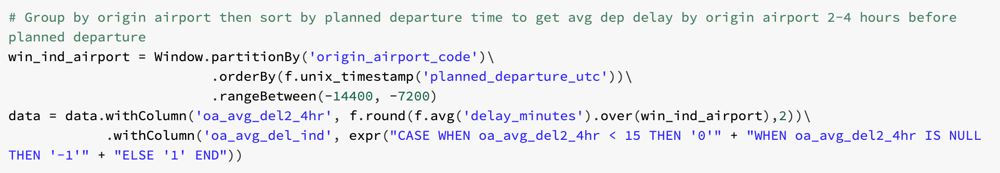 # Group by origin airport then sort by planned departure time to get avg dep delay by origin airport 2-4 hours before
planned departure
win_ind_airport = Window.partitionBy('origin_airport_code')\
                         .orderBy(f.unix_timestamp('planned_departure_utc'))\
                         .rangeBetween(-14400, -7200)
data = data.withColumn('oa_avg_del2_4hr', f.round(f.avg('delay_minutes').over(win_ind_airport),2))\
            .withColumn('oa_avg_del_ind', expr("CASE WHEN oa_avg_del2_4hr < 15 THEN '0'" + "WHEN oa_avg_del2_4hr IS NULL
THEN '-1'" + "ELSE '1' END"))